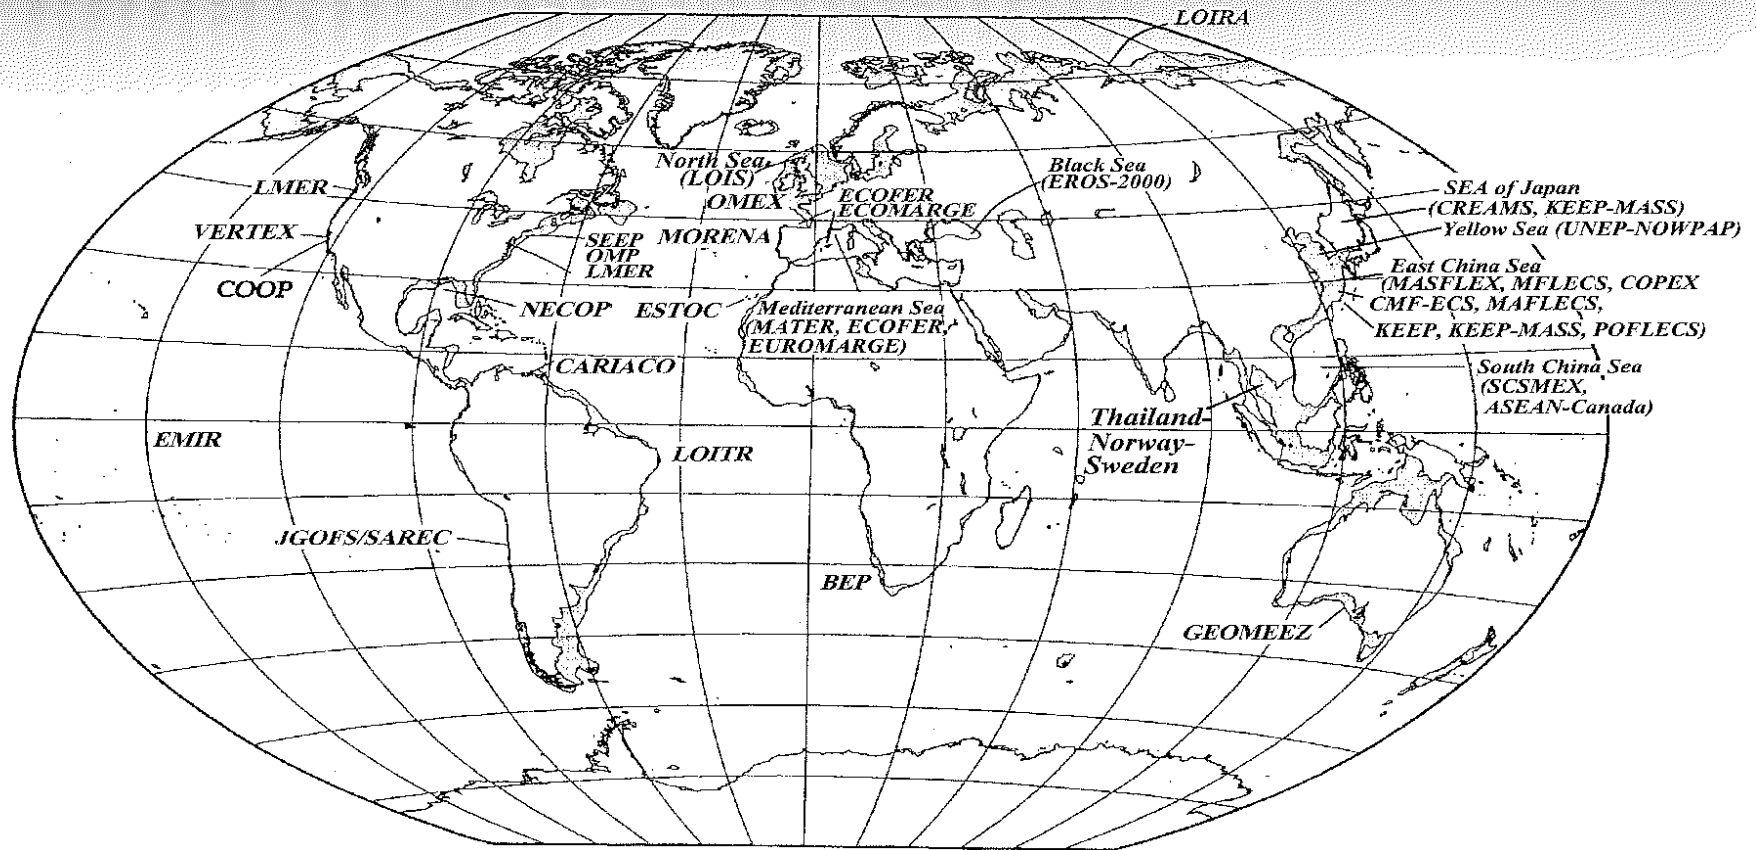 LOIRA
North Sea
(LOIS)
Black Sea
(EROS-2000)
LMER
OMEX
ECOFER
ECOMARGE
SEA of Japan
(CREAMS, KEEP-MASS)
Yellow Sea (UNEP-NOWPAP)
VERTEX
SEEP
OMP
LMER
MORENA
East China Sea
(MASFLEX, MFLECS, COPEX
CMF-ECS, MAFLECS,
KEEP, KEEP-MASS, POFLECS)
COOP
NECOP
ESTOC
Mediterranean Sea
(MATER, ECOFER,
EUROMARGE)
CARIACO
South China Sea
(SCSMEX,
ASEAN-Canada)
Thailand-
Norway-
Sweden
EMIR
LOITR
JGOFS/SAREC
BEP
GEOMEEZ